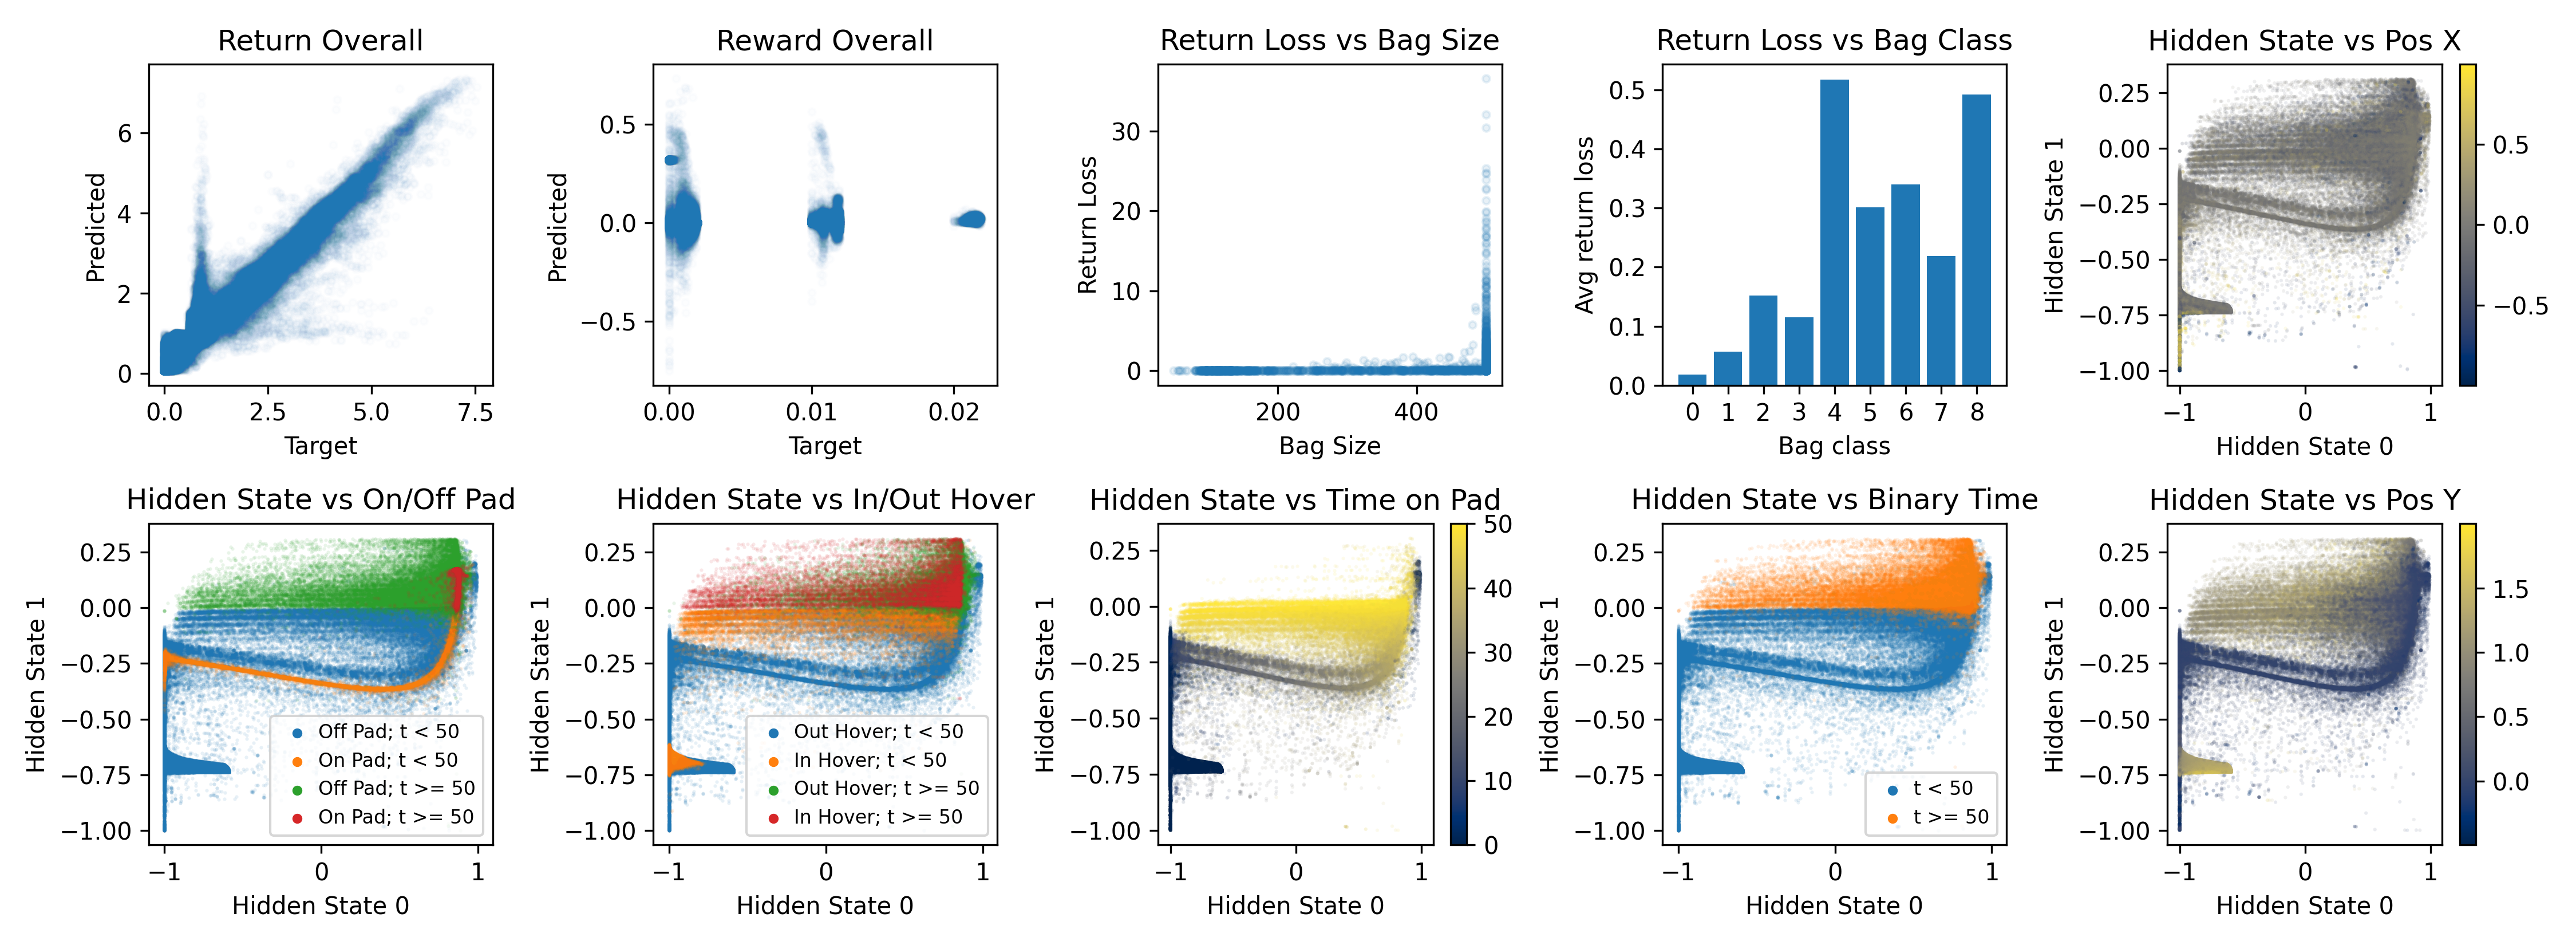 Return Overall
Predicted
6
4
2
0
0.0 2.5 5.0 7.5
Target
Reward Overall
Predicted
0.5
0.0
−0.5
0.00 0.01 0.02
Target
Return Loss vs Bag Size
Return Loss
30
20
10
0
200 400
Bag Size
Return Loss vs Bag Class
Avg return loss
0.5
0.4
0.3
0.2
0.1
0.0
0 1 2 3 4 5 6 7 8
Bag class
Hidden State vs Pos X
Hidden State 1
0.25
0.00
−0.25
−0.50
−0.75
−1.00
−1 0 1
Hidden State 0
0.5
0.0
−0.5
Hidden State vs On/Off Pad
Hidden State 1
0.25
0.00
−0.25
−0.50
−0.75
−1.00
Off Pad; t < 50
On Pad; t < 50
Off Pad; t >= 50
On Pad; t >= 50
−1 0 1
Hidden State 0
Hidden State vs In/Out Hover
Hidden State 1
0.25
0.00
−0.25
−0.50
−0.75
−1.00
Out Hover; t < 50
In Hover; t < 50
Out Hover; t >= 50
In Hover; t >= 50
−1 0 1
Hidden State 0
Hidden State vs Time on Pad
Hidden State 1
0.25
0.00
−0.25
−0.50
−0.75
−1.00
−1 0 1
Hidden State 0
50
40
30
20
10
0
Hidden State vs Binary Time
Hidden State 1
0.25
0.00
−0.25
−0.50
−0.75
−1.00
t < 50
t >= 50
−1 0 1
Hidden State 0
Hidden State vs Pos Y
Hidden State 1
0.25
0.00
−0.25
−0.50
−0.75
−1.00
−1 0 1
Hidden State 0
1.5
1.0
0.5
0.0